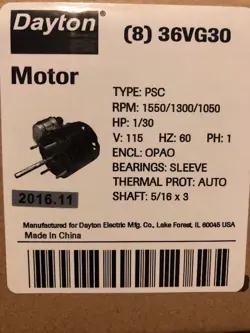 Dayton
(8) 36VG30
Motor
TYPE: PSC
RPM: 1550/1300/1050
HP: 1/30
V: 115 HZ: 60 PH: 1
ENCL: OPAO
BEARINGS: SLEEVE
THERMAL PROT: AUTO
SHAFT: 5/16 x 3
2016.11
Manufactured for Dayton Electric Mfg. Co., Lake Forest, IL 60045 USA
Made in China